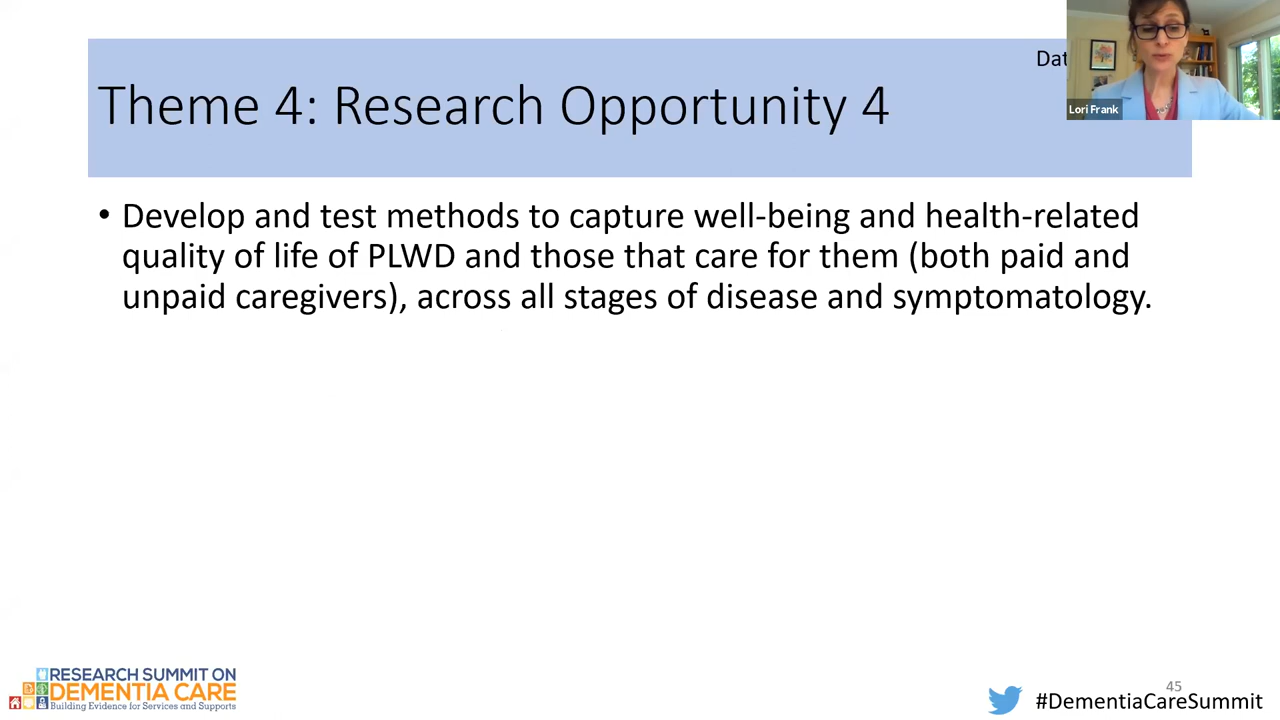 Theme 4: Research Opportunity 4
Lori Frank
• Develop and test methods to capture well-being and health-related
quality of life of PLWD and those that care for them (both paid and
unpaid caregivers), across all stages of disease and symptomatology.
RESEARCH SUMMIT ON
DEMENTIA CARE
Building Evidence for Services and Supports
45
#DementiaCareSummit